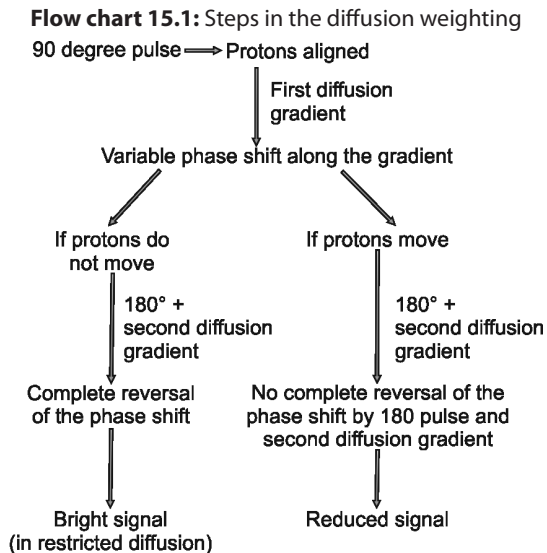 Flow chart 15.1: Steps in the diffusion weighting
90 degree pulse Protons aligned
First diffusion
gradient
Variable phase shift along the gradient
If protons do
not move
180° +
second diffusion
gradient
Complete reversal
of the phase shift
Bright signal
(in restricted diffusion)
If protons move
180° +
second diffusion
gradient
No complete reversal of the
phase shift by 180 pulse and
second diffusion gradient
Reduced signal